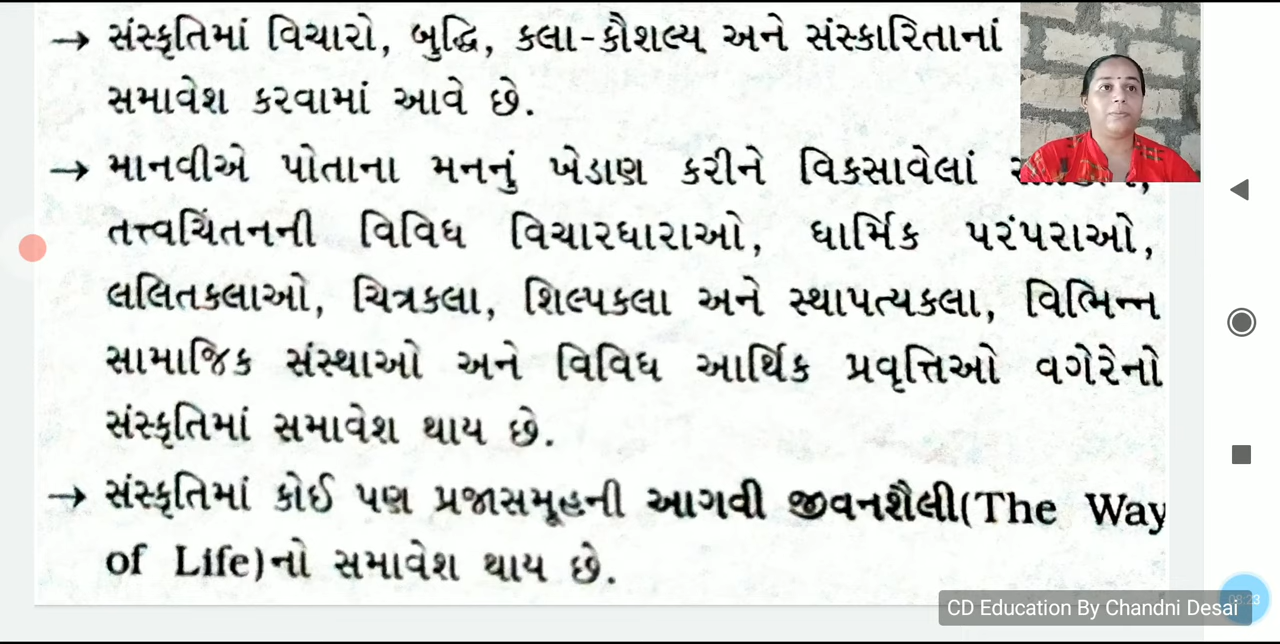 → સંસ્કૃતિમાં વિચારો, બુદ્ધિ, કલા-કૌશલ્ય અને સંસ્કારિતાનાં
સમાવેશ કરવામાં આવે છે.
→ માનવીએ પોતાના મનનું ખેડાણ કરીને વિકસાવેલાં
તત્ત્વચિંતનની વિવિધ વિચારધારાઓ, ધાર્મિક પરંપરાઓ,
લલિતકલાઓ, ચિત્રકલા, શિલ્પકલા અને સ્થાપત્યકલા, વિભિન્ન
સામાજિક સંસ્થાઓ અને વિવિધ આર્થિક પ્રવૃત્તિઓ વગેરેનો
સંસ્કૃતિમાં સમાવેશ થાય છે.
→ સંસ્કૃતિમાં કોઈ પણ પ્રજાસમૂહની આગવી જીવનશૈલી(The Way
of Life)નો સમાવેશ થાય છે.
CD Education By Chandni Desai